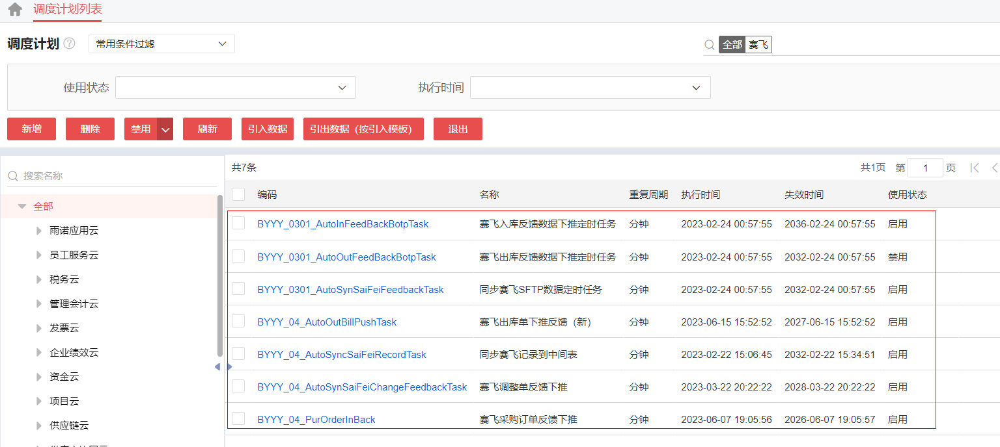 调度计划列表
调度计划 ? 常用条件过滤 全部 赛飞
使用状态 执行时间
新增 删除 禁用 刷新 引入数据 引出数据（按引入模板） 退出
搜索名称
全部
雨诺应用云
员工服务云
税务云
管理会计云
发票云
企业绩效云
资金云
项目云
供应链云
共7条 共1页 第 1 页
编码 名称 重复周期 执行时间 失效时间 使用状态
BYYY_0301_AutoInFeedBackBotpTask 赛飞入库反馈数据下推定时任务 分钟 2023-02-24 00:57:55 2036-02-24 00:57:55 启用
BYYY_0301_AutoOutFeedBackBotpTask 赛飞出库反馈数据下推定时任务 分钟 2023-02-24 00:57:55 2032-02-24 00:57:55 禁用
BYYY_0301_AutoSynSaiFeiFeedbackTask 同步赛飞SFTP数据定时任务 分钟 2023-02-24 00:57:55 2032-02-24 00:57:55 启用
BYYY_04_AutoOutBillPushTask 赛飞出库单下推反馈（新） 分钟 2023-06-15 15:52:52 2027-06-15 15:52:52 启用
BYYY_04_AutoSyncSaiFeiRecordTask 同步赛飞记录到中间表 分钟 2023-02-22 15:06:45 2032-02-22 15:34:51 启用
BYYY_04_AutoSynSaiFeiChangeFeedbackTask 赛飞调整单反馈下推 分钟 2023-03-22 20:22:22 2028-03-22 20:22:22 启用
BYYY_04_PurOrderInBack 赛飞采购订单反馈下推 分钟 2023-06-07 19:05:56 2026-06-07 19:05:57 启用